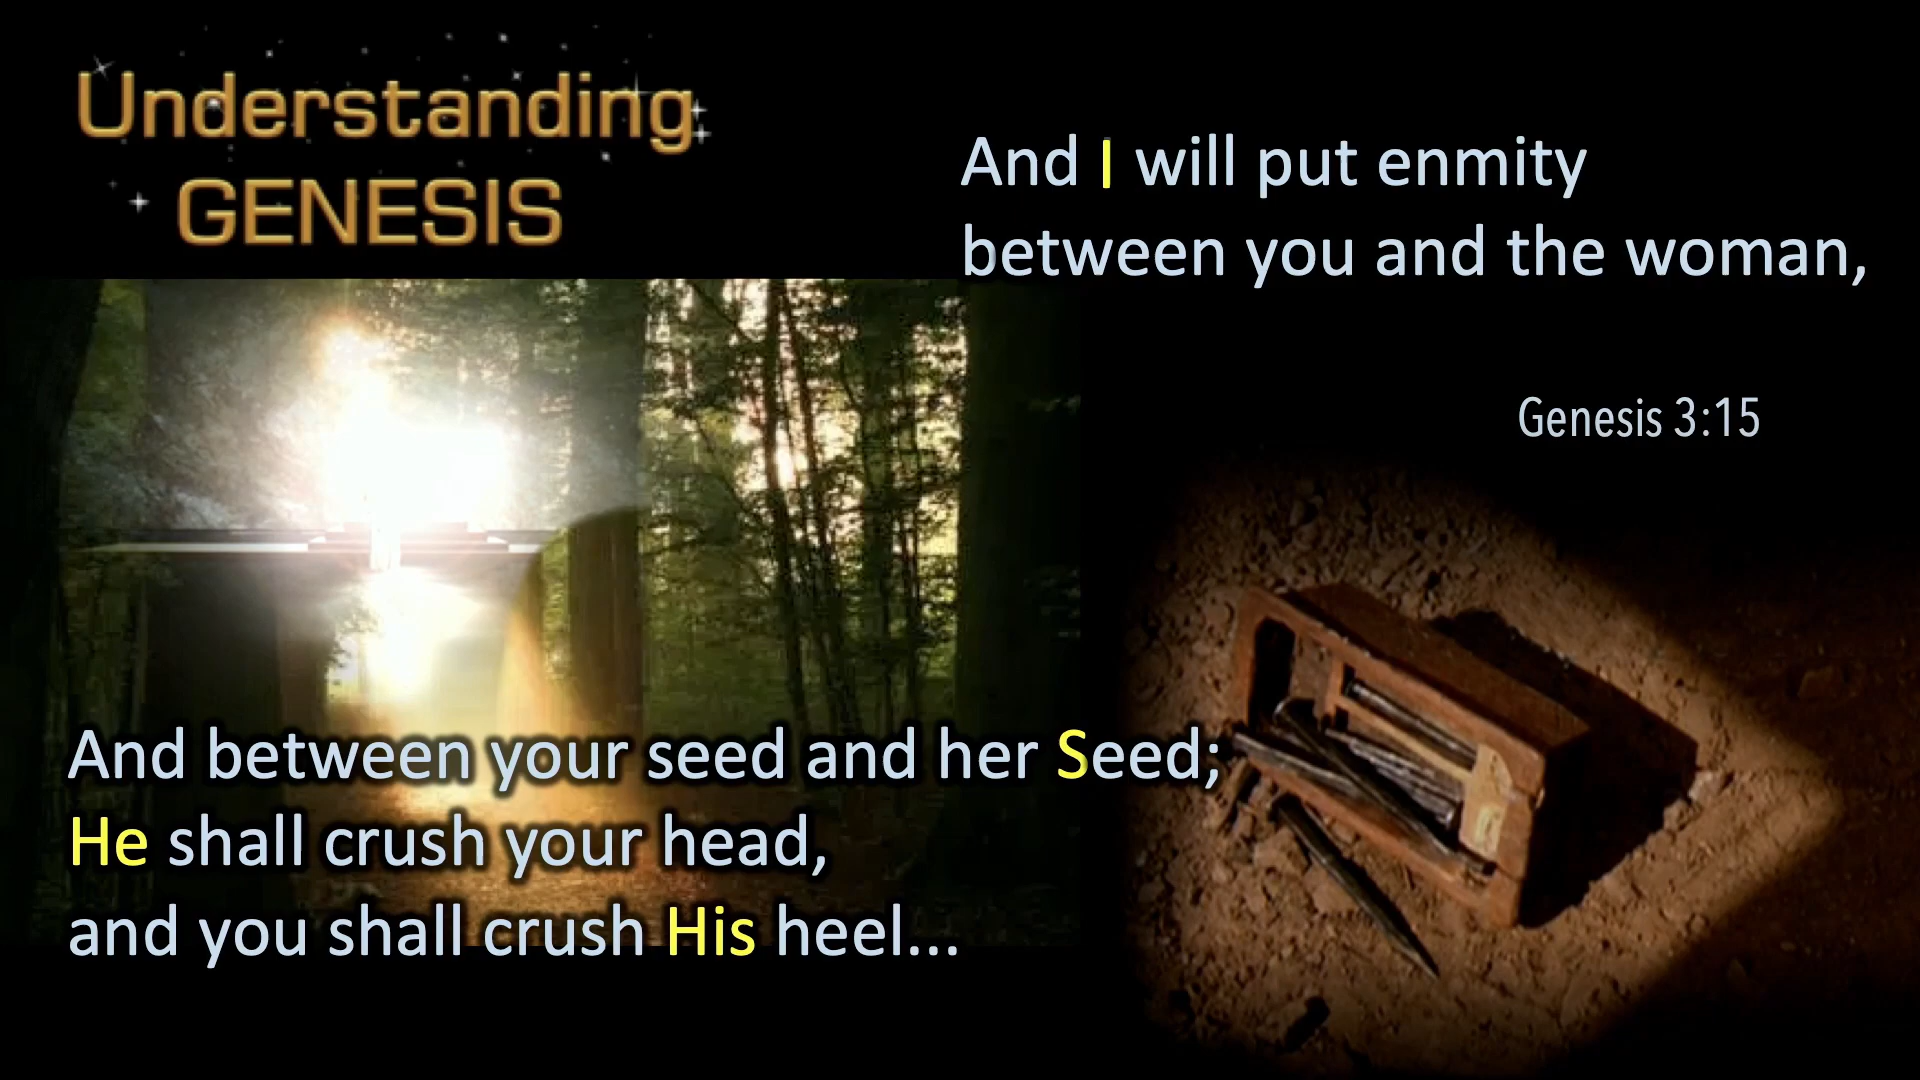 Understanding
GENESIS
And I will put enmity
between you and the woman,
Genesis 3:15
And between your seed and her Seed;
He shall crush your head,
and you shall crush His heel...